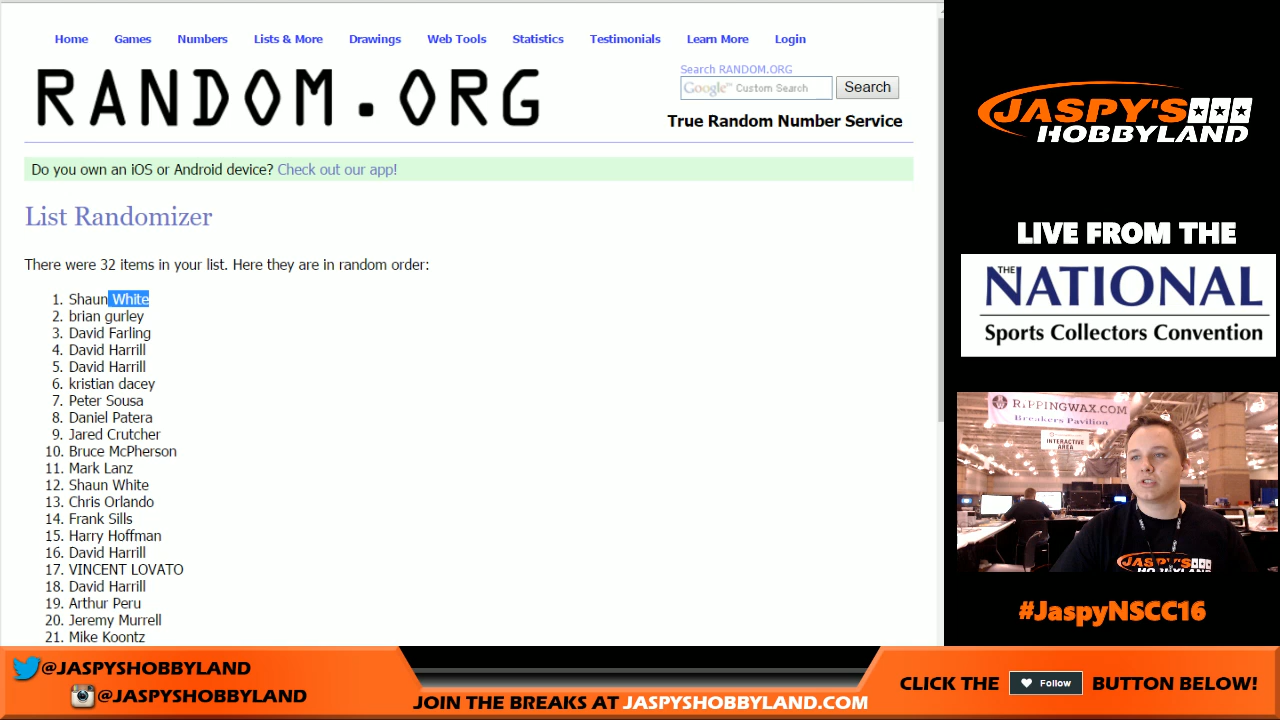 Home Games Numbers Lists & More Drawings Web Tools Statistics Testimonials Learn More Login
RANDOM.ORG
Search RANDOM.ORG
Google™ Custom Search Search
True Random Number Service
Do you own an iOS or Android device? Check out our app!
List Randomizer
There were 32 items in your list. Here they are in random order:
1. Shaun White
2. brian gurley
3. David Farling
4. David Harrill
5. David Harrill
6. kristian dacey
7. Peter Sousa
8. Daniel Patera
9. Jared Crutcher
10. Bruce McPherson
11. Mark Lanz
12. Shaun White
13. Chris Orlando
14. Frank Sills
15. Harry Hoffman
16. David Harrill
17. VINCENT LOVATO
18. David Harrill
19. Arthur Peru
20. Jeremy Murrell
21. Mike Koontz
JASPY'S
HOBBYLAND
LIVE FROM THE
THE NATIONAL
Sports Collectors Convention
RIPPINGWAX.COM
Breakers Pavilion
INTERACTIVE
AREA
JASPY'S
HOBBYLAND
#JaspyNSCC16
@JASPYSHOBBYLAND
@JASPYSHOBBYLAND
JOIN THE BREAKS AT JASPYSHOBBYLAND.COM
CLICK THE Follow BUTTON BELOW!